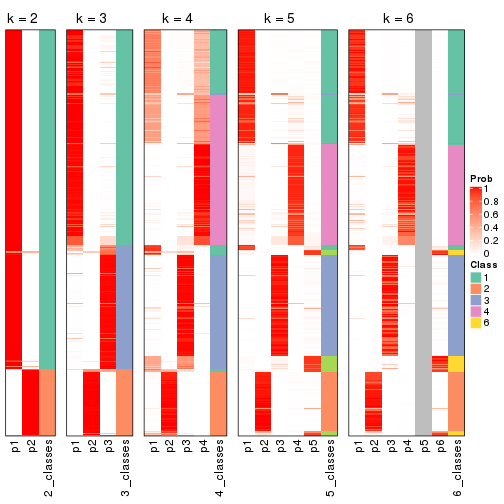 k = 2 k = 3 k = 4 k = 5 k = 6
Prob
1
0.8
0.6
0.4
0.2
0
Class
1
2
3
4
6
p1 p2 2_classes p1 p2 p3 3_classes p1 p2 p3 p4 4_classes p1 p2 p3 p4 p5 5_classes p1 p2 p3 p4 p5 p6 6_classes